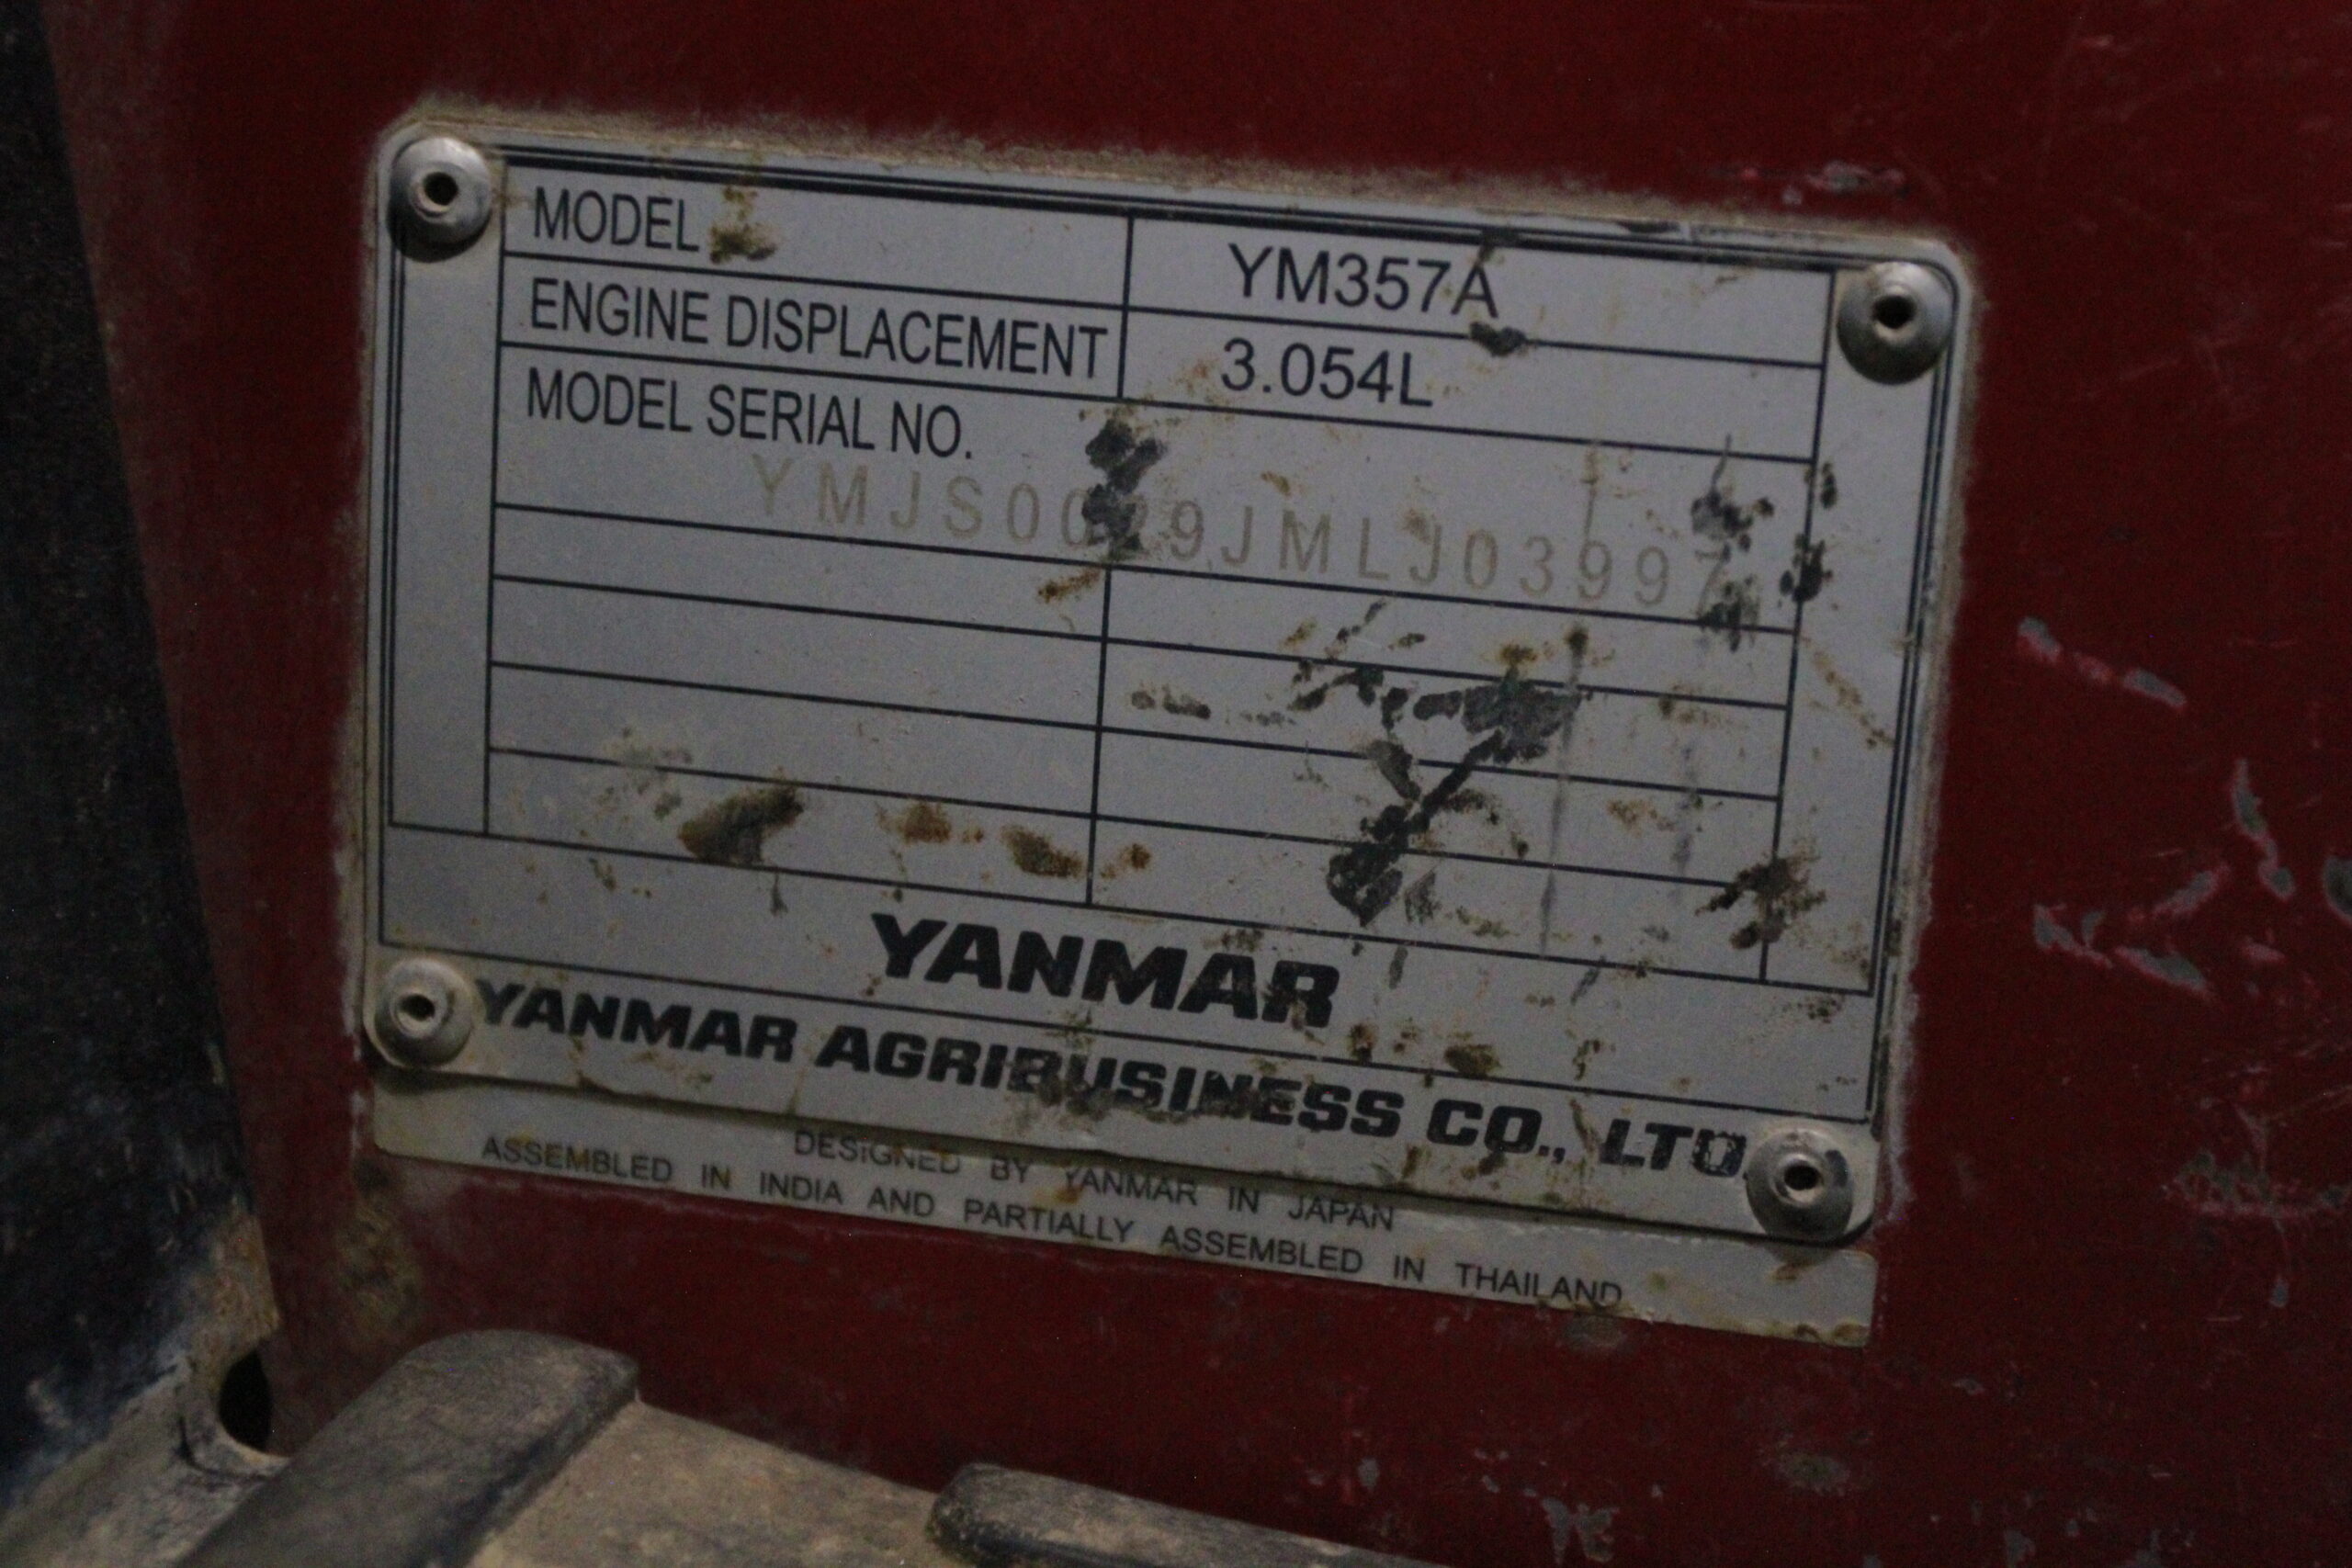 MODEL YM357A
ENGINE DISPLACEMENT 3.054L
MODEL SERIAL NO.
YANMAR
YANMAR AGRIBUSINESS CO., LTD.
DESIGNED BY YANMAR IN JAPAN
ASSEMBLED IN INDIA AND PARTIALLY ASSEMBLED IN THAILAND